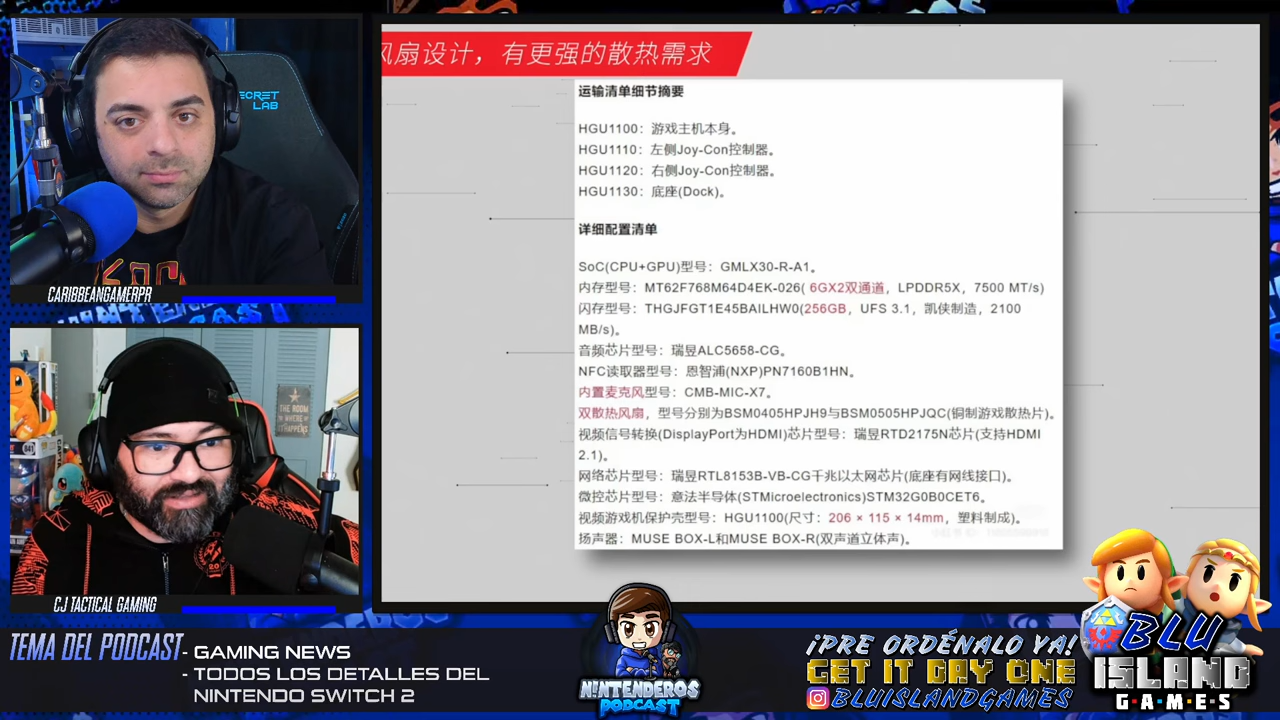 风扇设计，有更强的散热需求
运输清单细节摘要
HGU1100：游戏主机本身。
HGU1110：左侧Joy-Con控制器。
HGU1120：右侧Joy-Con控制器。
HGU1130：底座(Dock)。
详细配置清单
SoC(CPU+GPU)型号：GMLX30-R-A1。
内存型号：MT62F768M64D4EK-026( 6GX2双通道，LPDDR5X，7500 MT/s)
闪存型号：THGJFGT1E45BAILHW0(256GB，UFS 3.1，凯侠制造，2100
MB/s)。
音频芯片型号：瑞昱ALC5658-CG。
NFC读取器型号：恩智浦(NXP)PN7160B1HN。
内置麦克风型号：CMB-MIC-X7。
双散热风扇，型号分别为BSM0405HPJH9与BSM0505HPJQC(铜制游戏散热片)。
视频信号转换(DisplayPort为HDMI)芯片型号：瑞昱RTD2175N芯片(支持HDMI
2.1)。
网络芯片型号：瑞昱RTL8153B-VB-CG千兆以太网芯片(底座有网线接口)。
微控芯片型号：意法半导体(STMicroelectronics)STM32G0B0CET6。
视频游戏机保护壳型号：HGU1100(尺寸：206 × 115 × 14mm，塑料制成)。
扬声器：MUSE BOX-L和MUSE BOX-R(双声道立体声)。
ECRET
LAB
CARIBBEANGAMERPR
THE
ROOM
WHERE
IT
HAPPENS
CJ TACTICAL GAMING
TEMA DEL PODCAST
- GAMING NEWS
- TODOS LOS DETALLES DEL
NINTENDO SWITCH 2
NINTENDEROS
PODCAST
¡PRE ORDÉNALO YA!
GET IT DAY ONE
BLUISLANDGAMES
BLU
ISLAND
G·A·M·E·S